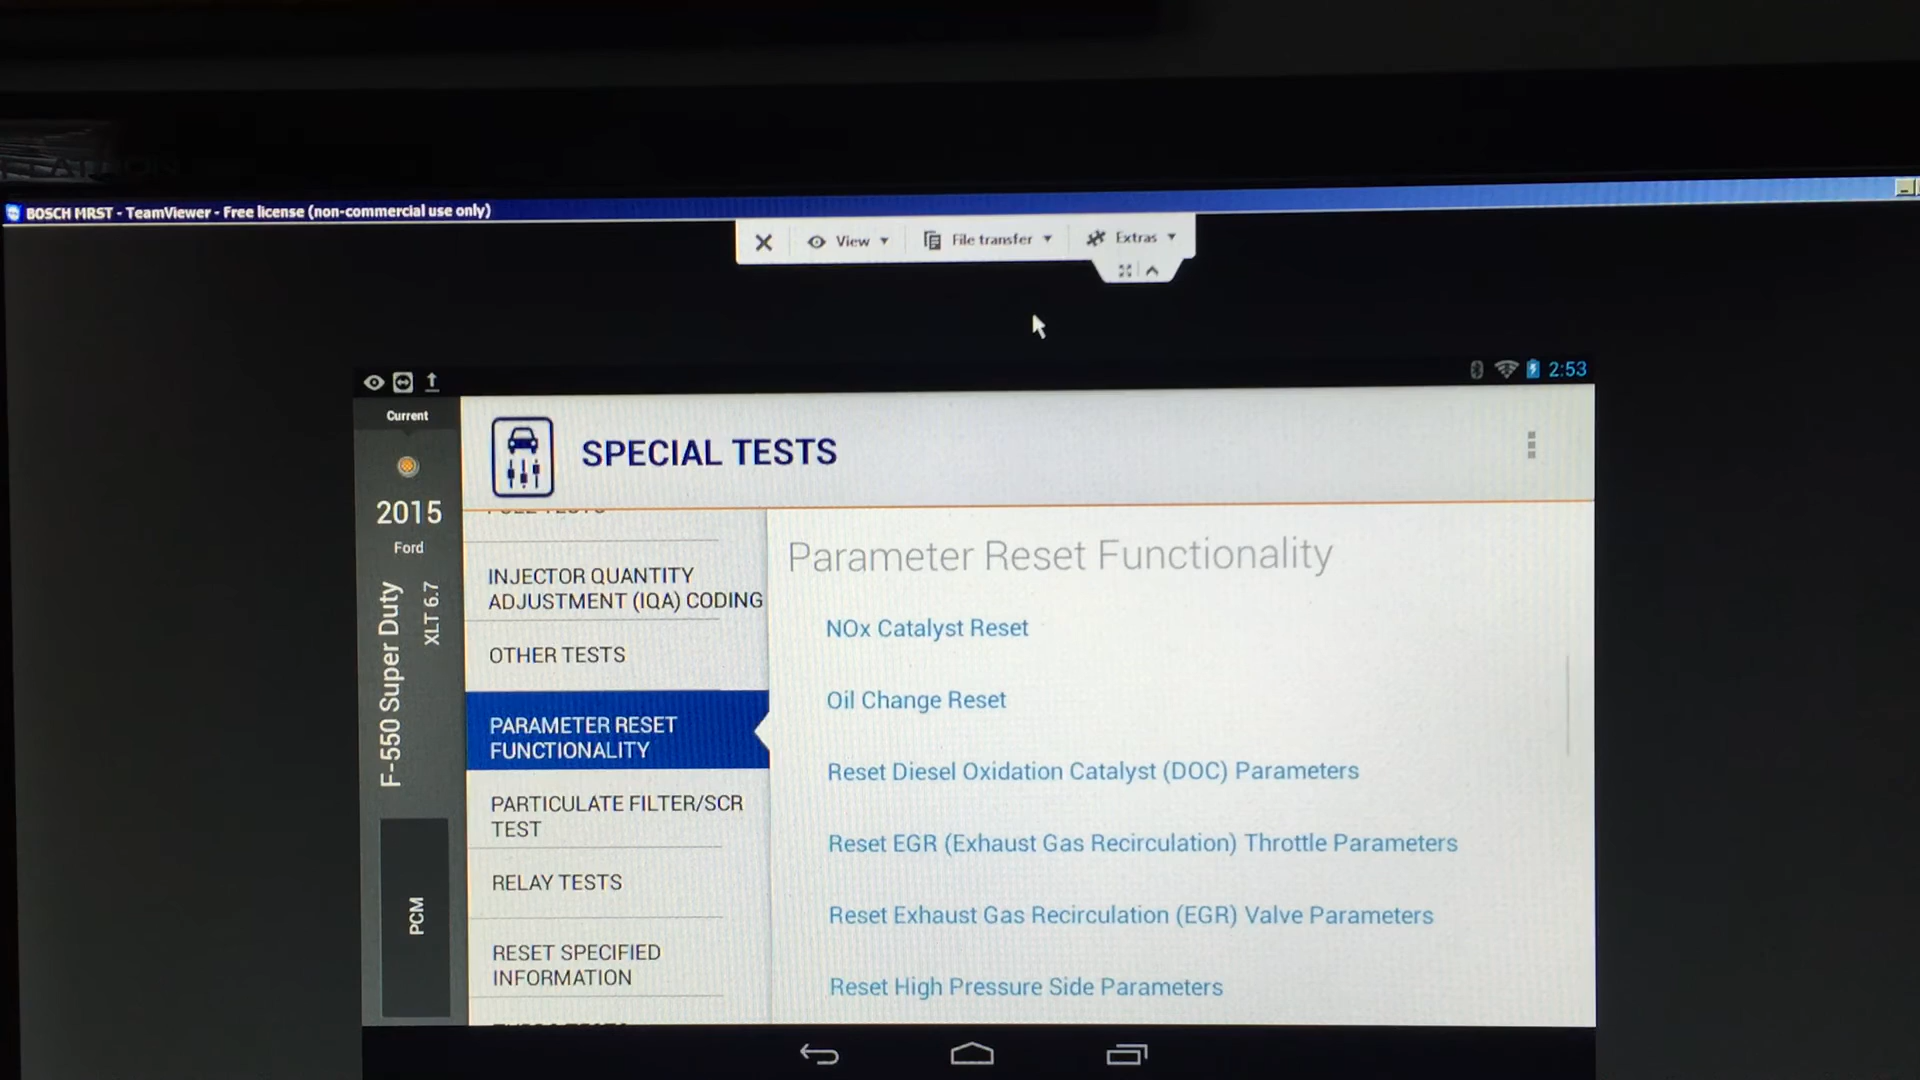 BOSCH MRST - TeamViewer - Free license (non-commercial use only)
View
File transfer
Extras
2:53
Current
2015
Ford
F-550 Super Duty
XLT 6.7
PCM
SPECIAL TESTS
INJECTOR QUANTITY
ADJUSTMENT (IQA) CODING
OTHER TESTS
PARAMETER RESET
FUNCTIONALITY
PARTICULATE FILTER/SCR
TEST
RELAY TESTS
RESET SPECIFIED
INFORMATION
Parameter Reset Functionality
NOx Catalyst Reset
Oil Change Reset
Reset Diesel Oxidation Catalyst (DOC) Parameters
Reset EGR (Exhaust Gas Recirculation) Throttle Parameters
Reset Exhaust Gas Recirculation (EGR) Valve Parameters
Reset High Pressure Side Parameters